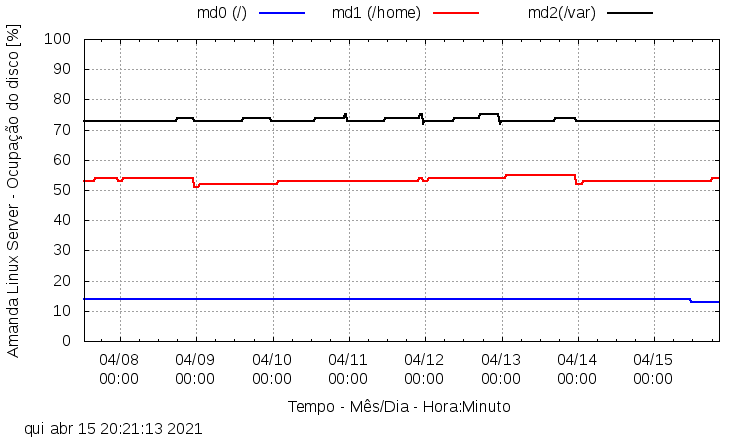 md0 (/) md1 (/home) md2(/var)
Amanda Linux Server - Ocupação do disco [%]
100
90
80
70
60
50
40
30
20
10
0
04/08 04/09 04/10 04/11 04/12 04/13 04/14 04/15
00:00 00:00 00:00 00:00 00:00 00:00 00:00 00:00
Tempo - Mês/Dia - Hora:Minuto
qui abr 15 20:21:13 2021